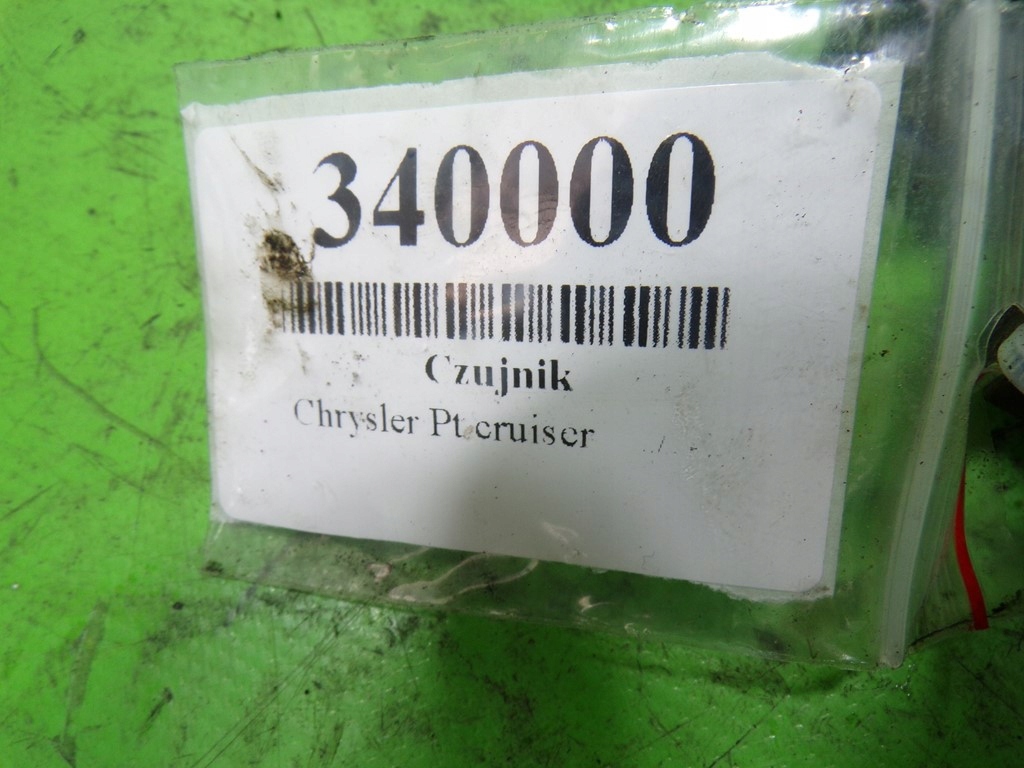 340000
Czujnik
Chrysler Pt cruiser